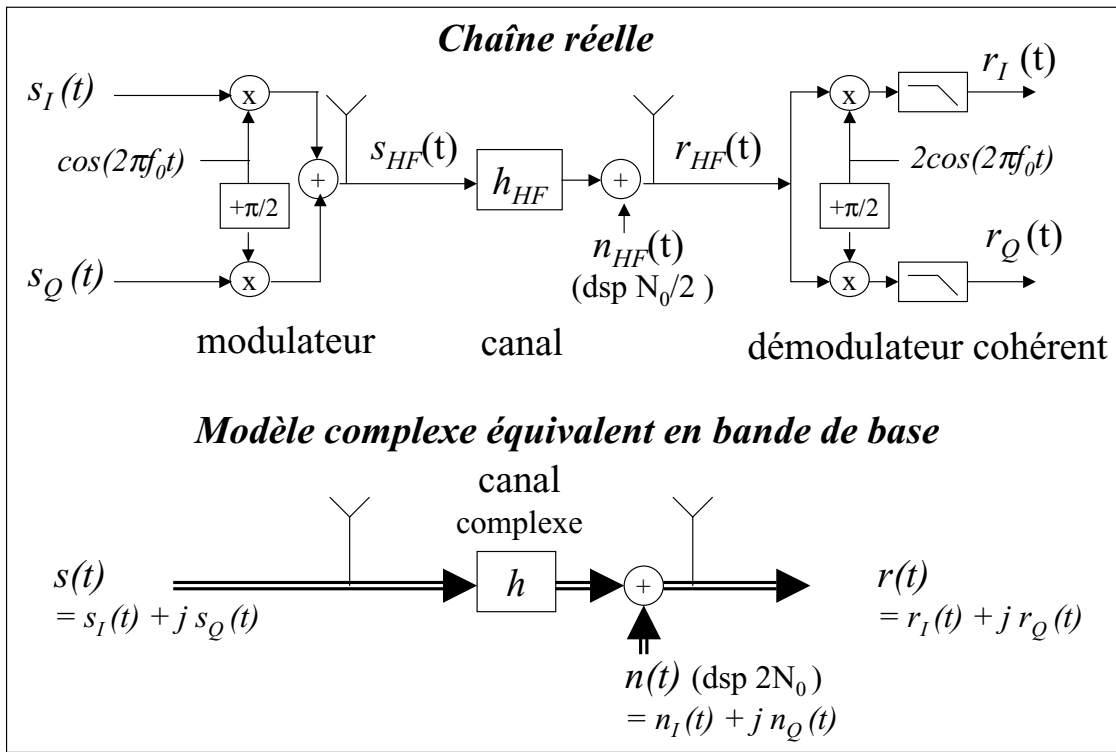 Chaîne réelle
s_I(t)
x
cos(2πf_0t)
+π/2
s_Q(t)
x
+
s_HF(t)
h_HF
+
n_HF(t)
(dsp N_0/2 )
r_HF(t)
x
r_I (t)
2cos(2πf_0t)
+π/2
x
r_Q (t)
modulateur
canal
démodulateur cohérent
Modèle complexe équivalent en bande de base
canal
complexe
s(t)
= s_I(t) + j s_Q(t)
h
+
r(t)
= r_I(t) + j r_Q(t)
n(t) (dsp 2N_0)
= n_I(t) + j n_Q(t)